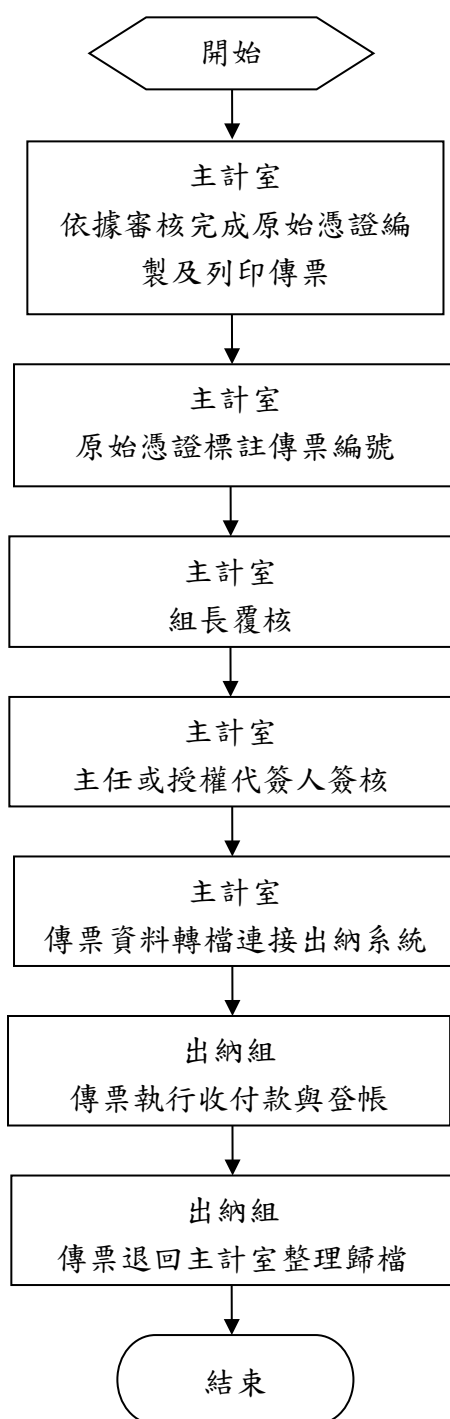 開始
主計室
依據審核完成原始憑證編
製及列印傳票
主計室
原始憑證標註傳票編號
主計室
組長覆核
主計室
主任或授權代簽人簽核
主計室
傳票資料轉檔連接出納系統
出納組
傳票執行收付款與登帳
出納組
傳票退回主計室整理歸檔
結束